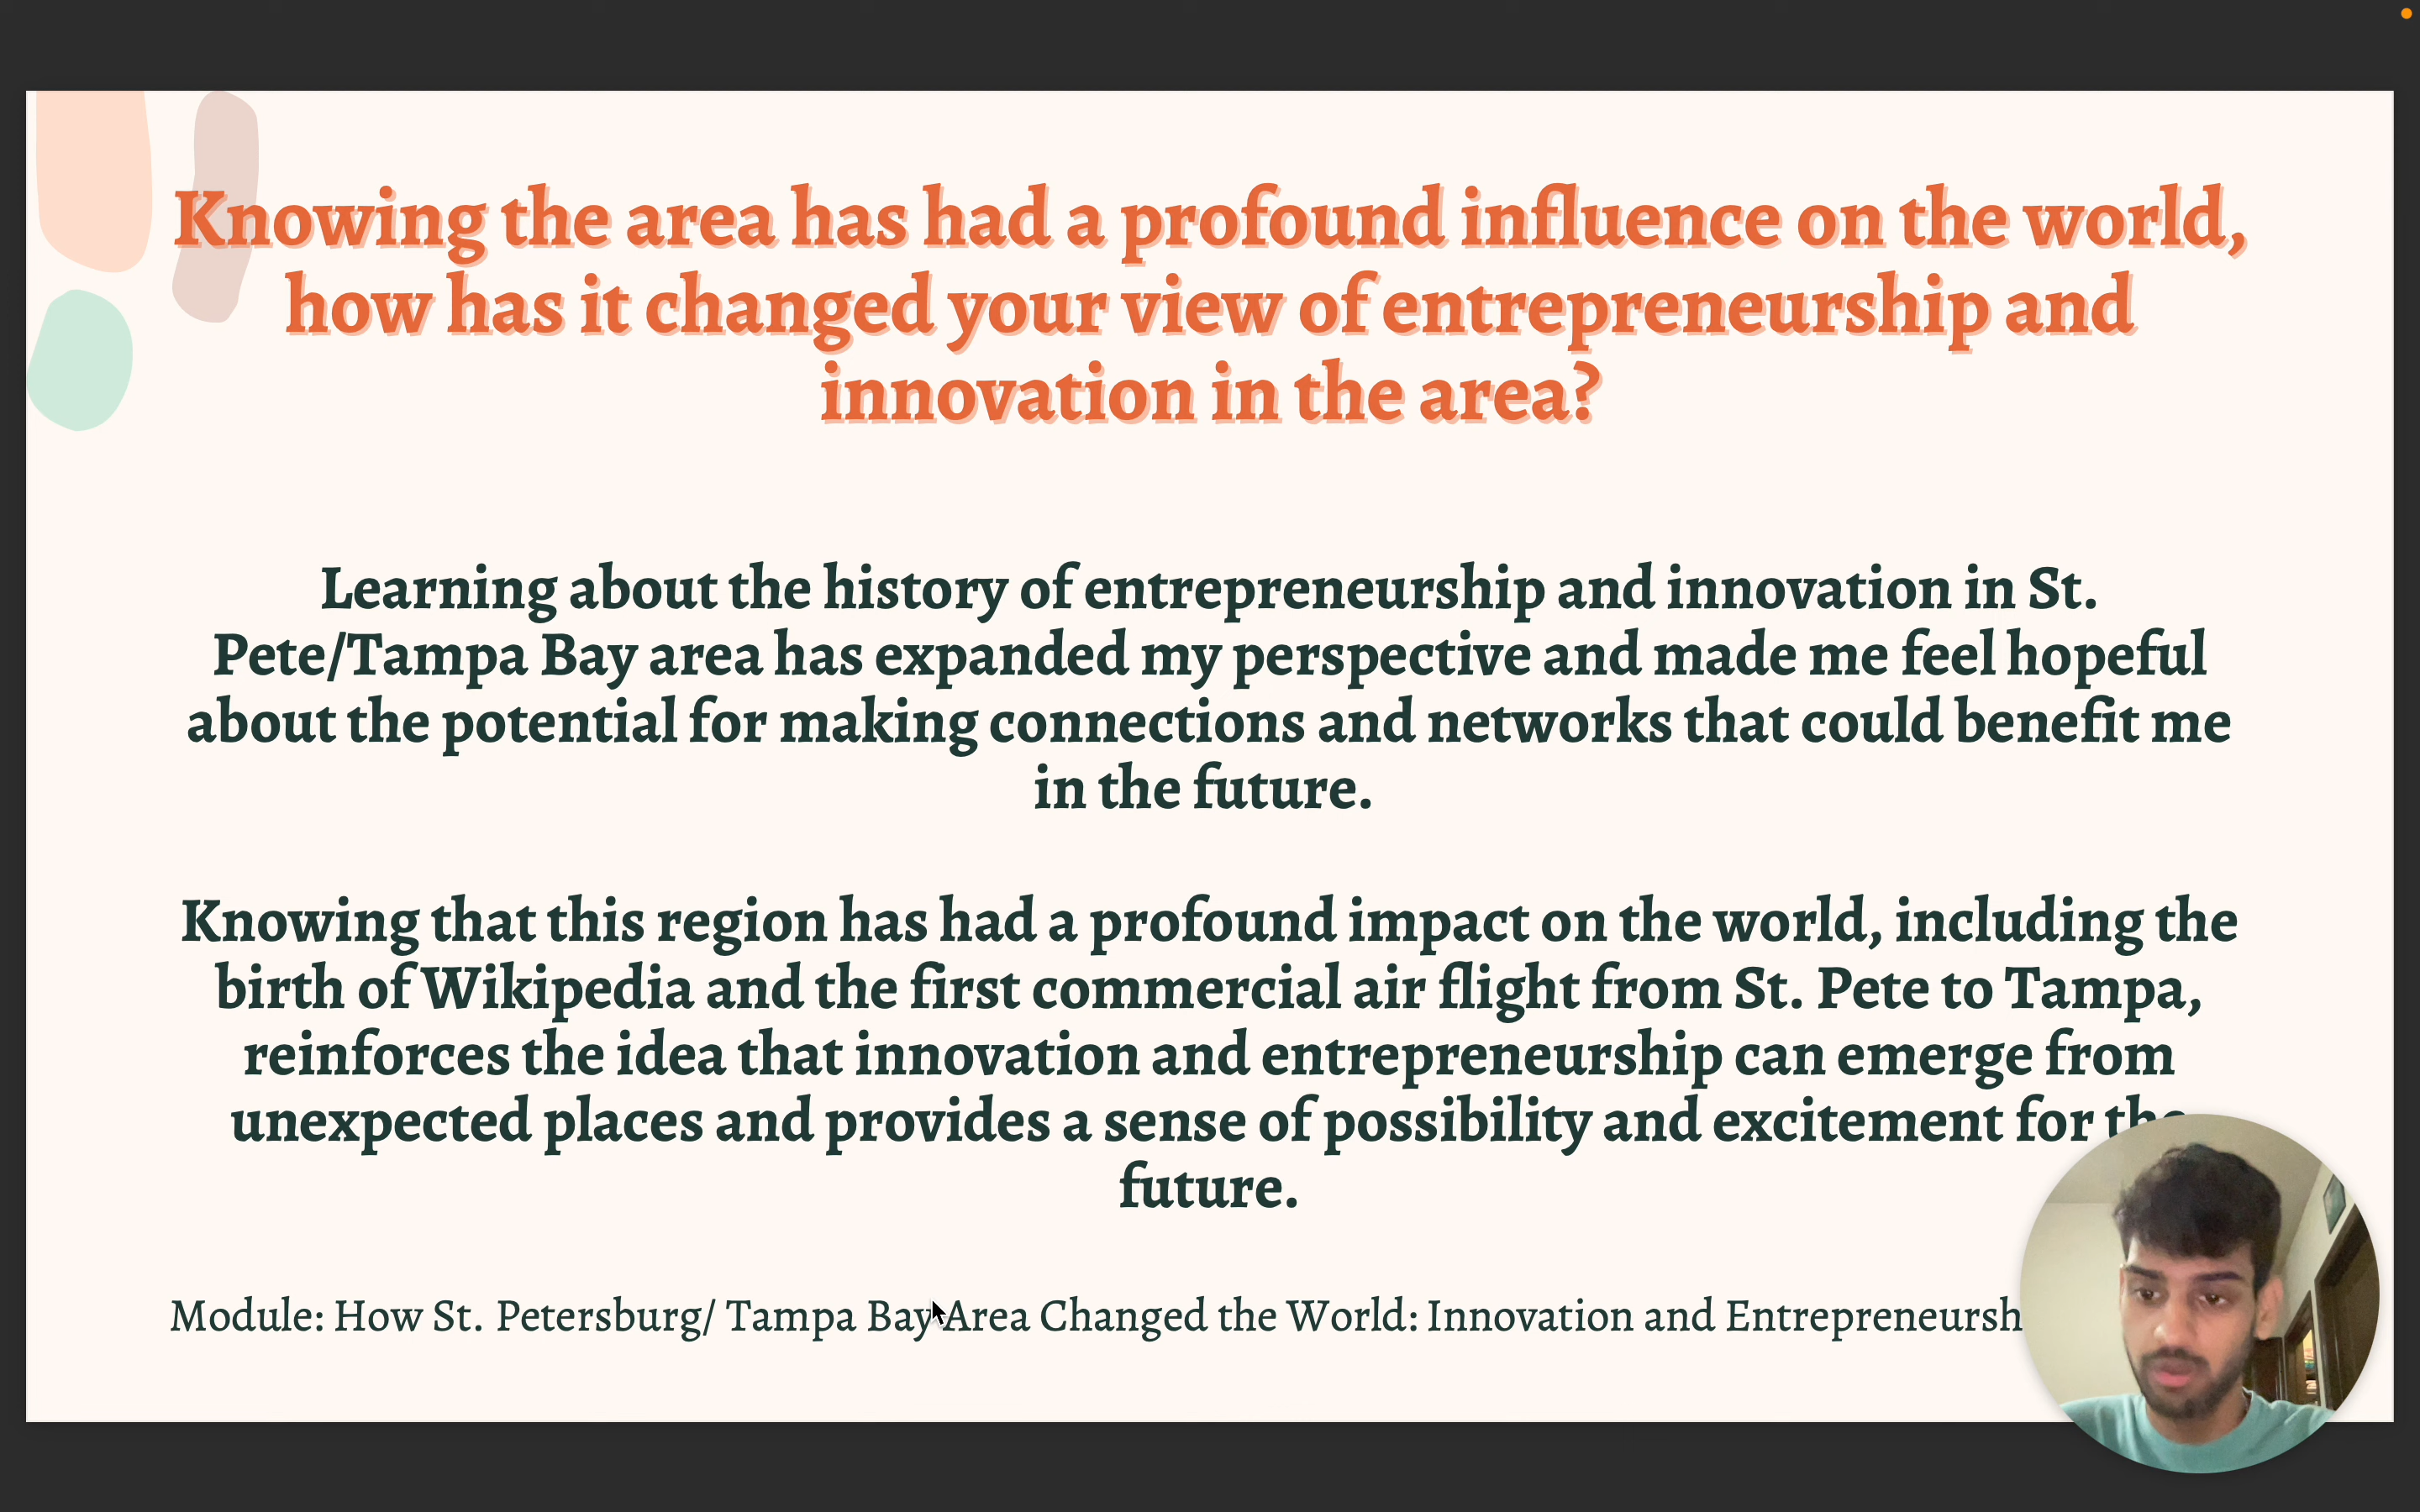 Knowing the area has had a profound influence on the world,
how has it changed your view of entrepreneurship and
innovation in the area?
Learning about the history of entrepreneurship and innovation in St.
Pete/Tampa Bay area has expanded my perspective and made me feel hopeful
about the potential for making connections and networks that could benefit me
in the future.
Knowing that this region has had a profound impact on the world, including the
birth of Wikipedia and the first commercial air flight from St. Pete to Tampa,
reinforces the idea that innovation and entrepreneurship can emerge from
unexpected places and provides a sense of possibility and excitement for the
future.
Module: How St. Petersburg/ Tampa Bay Area Changed the World: Innovation and